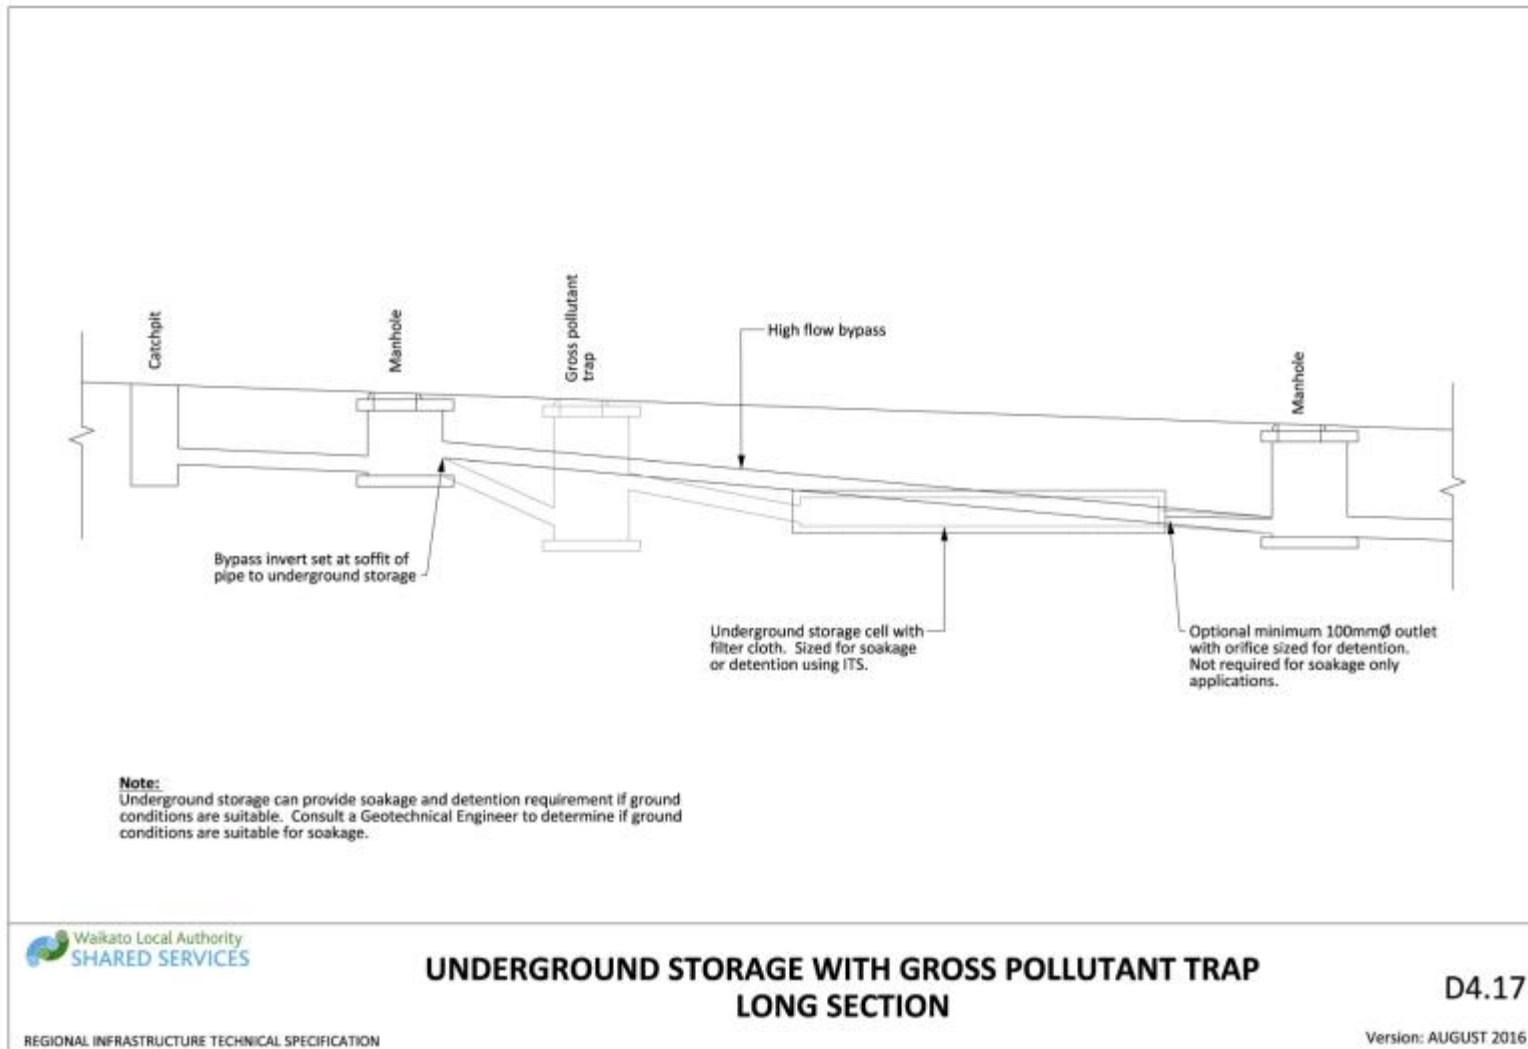 Catchpit
Manhole
Gross pollutant
trap
High flow bypass
Manhole
Bypass invert set at soffit of
pipe to underground storage
Underground storage cell with
filter cloth. Sized for soakage
or detention using ITS.
Optional minimum 100mmØ outlet
with orifice sized for detention.
Not required for soakage only
applications.
Note:
Underground storage can provide soakage and detention requirement if ground
conditions are suitable. Consult a Geotechnical Engineer to determine if ground
conditions are suitable for soakage.
Waikato Local Authority
SHARED SERVICES
UNDERGROUND STORAGE WITH GROSS POLLUTANT TRAP
LONG SECTION
D4.17
REGIONAL INFRASTRUCTURE TECHNICAL SPECIFICATION
Version: AUGUST 2016